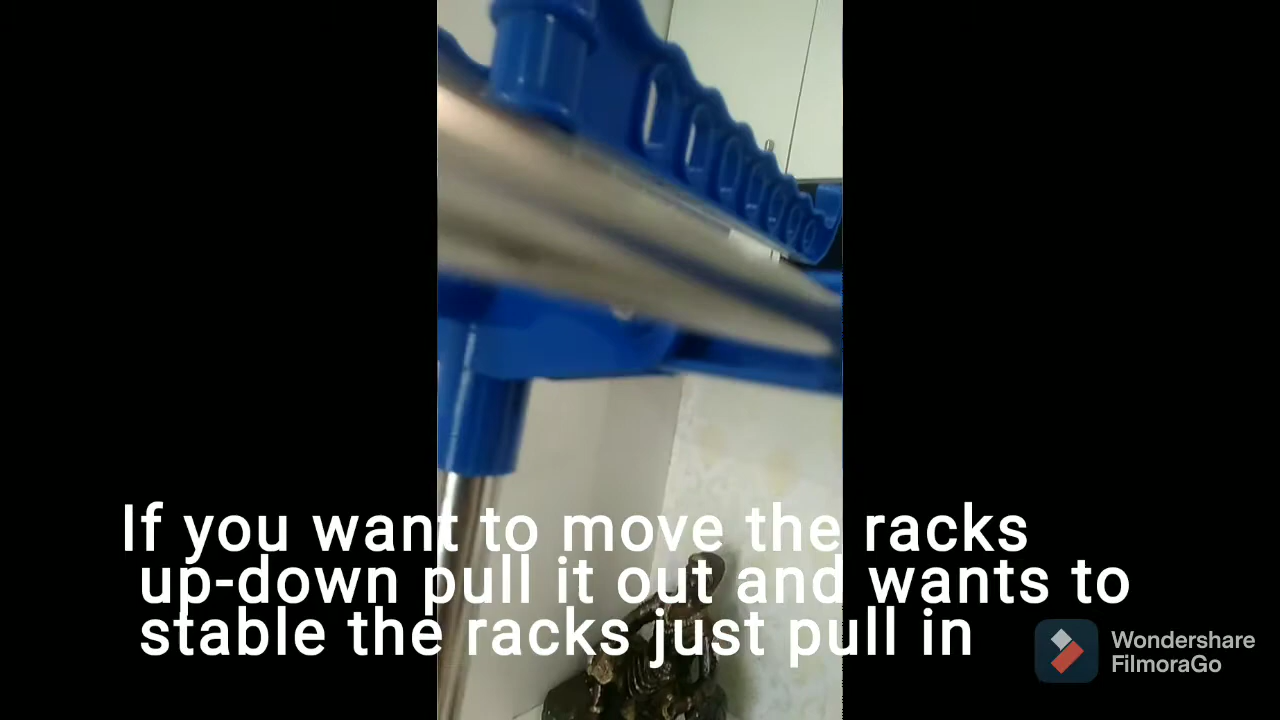 If you want to move the racks
up-down pull it out and wants to
stable the racks just pull in
Wondershare
FilmoraGo